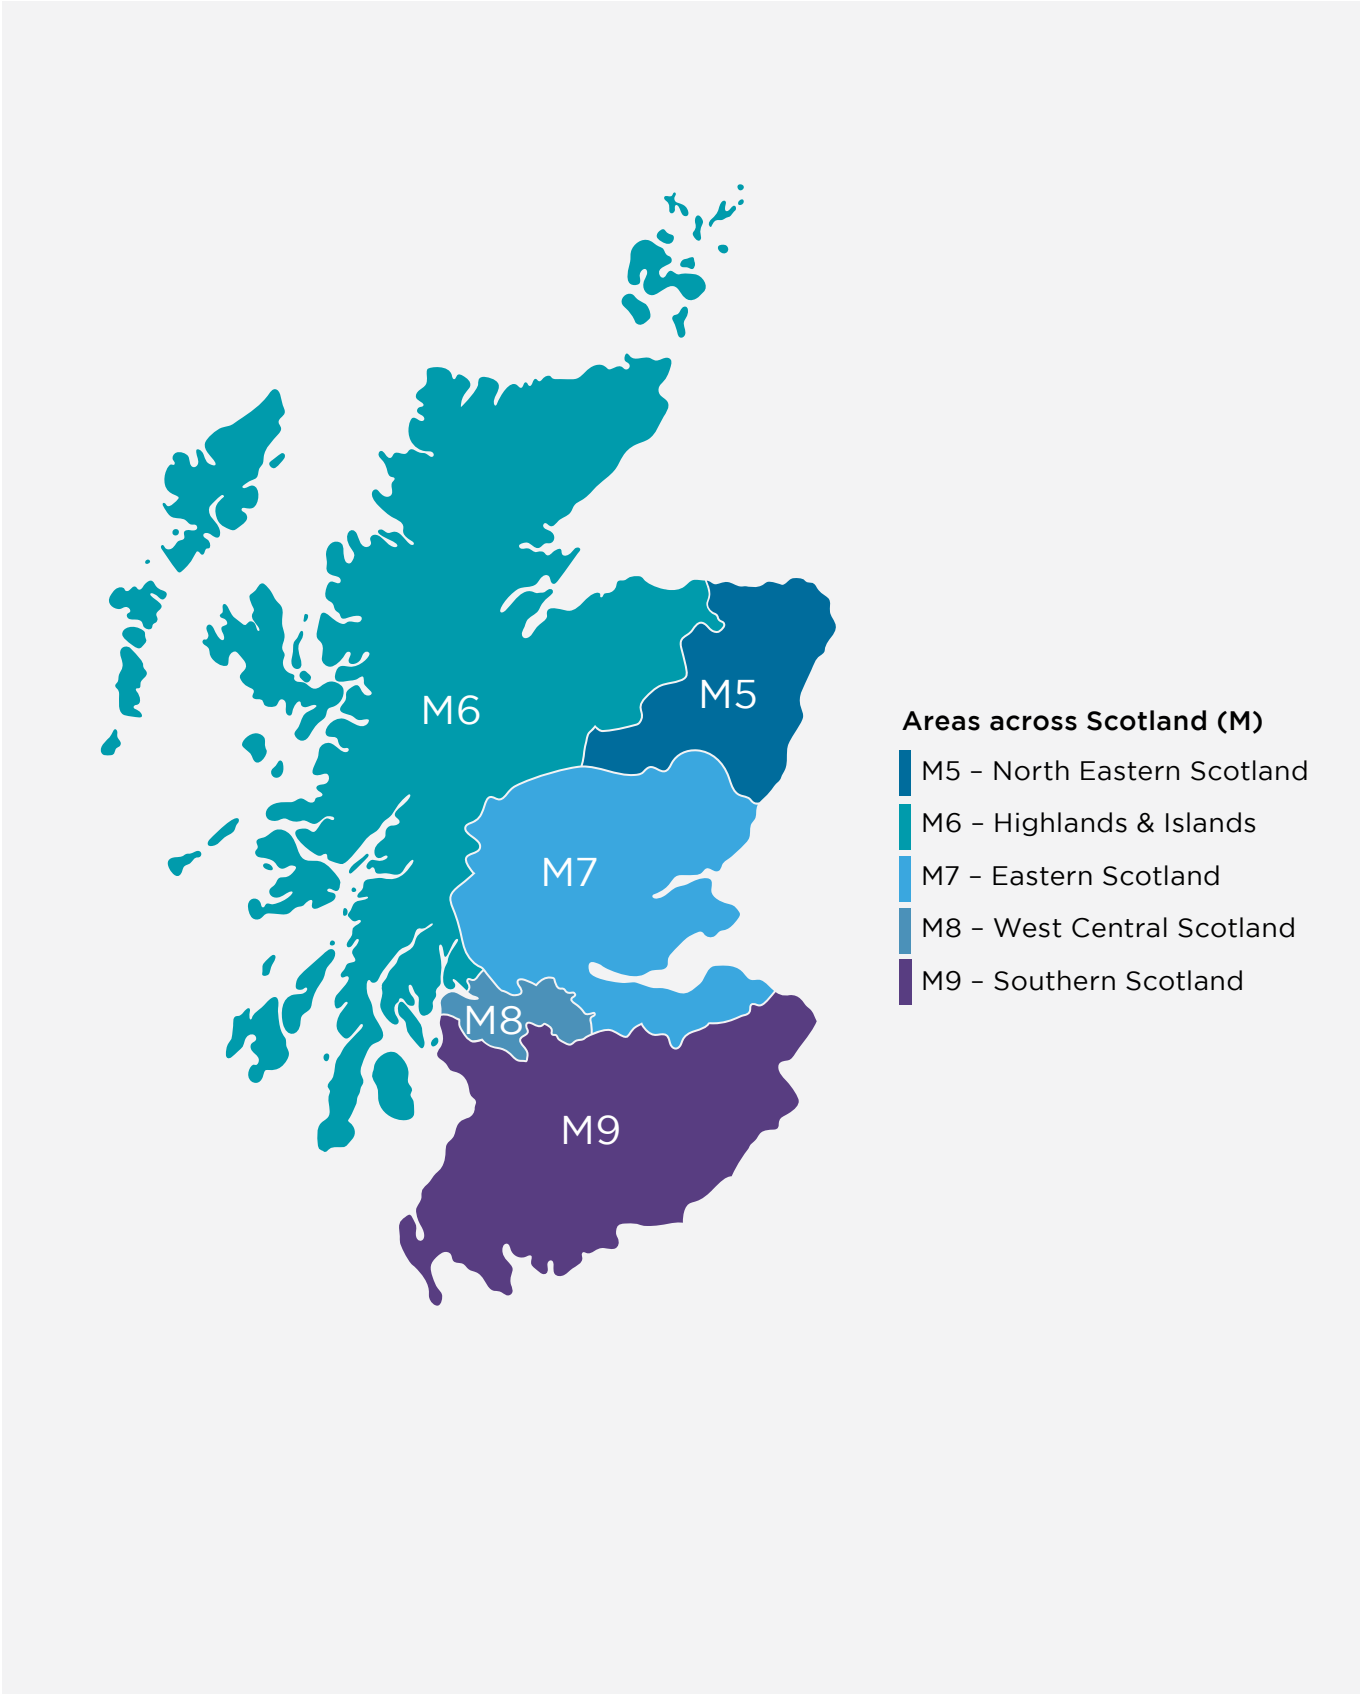 M6
M5
M7
M8
M9
Areas across Scotland (M)
M5 – North Eastern Scotland
M6 – Highlands & Islands
M7 – Eastern Scotland
M8 – West Central Scotland
M9 – Southern Scotland